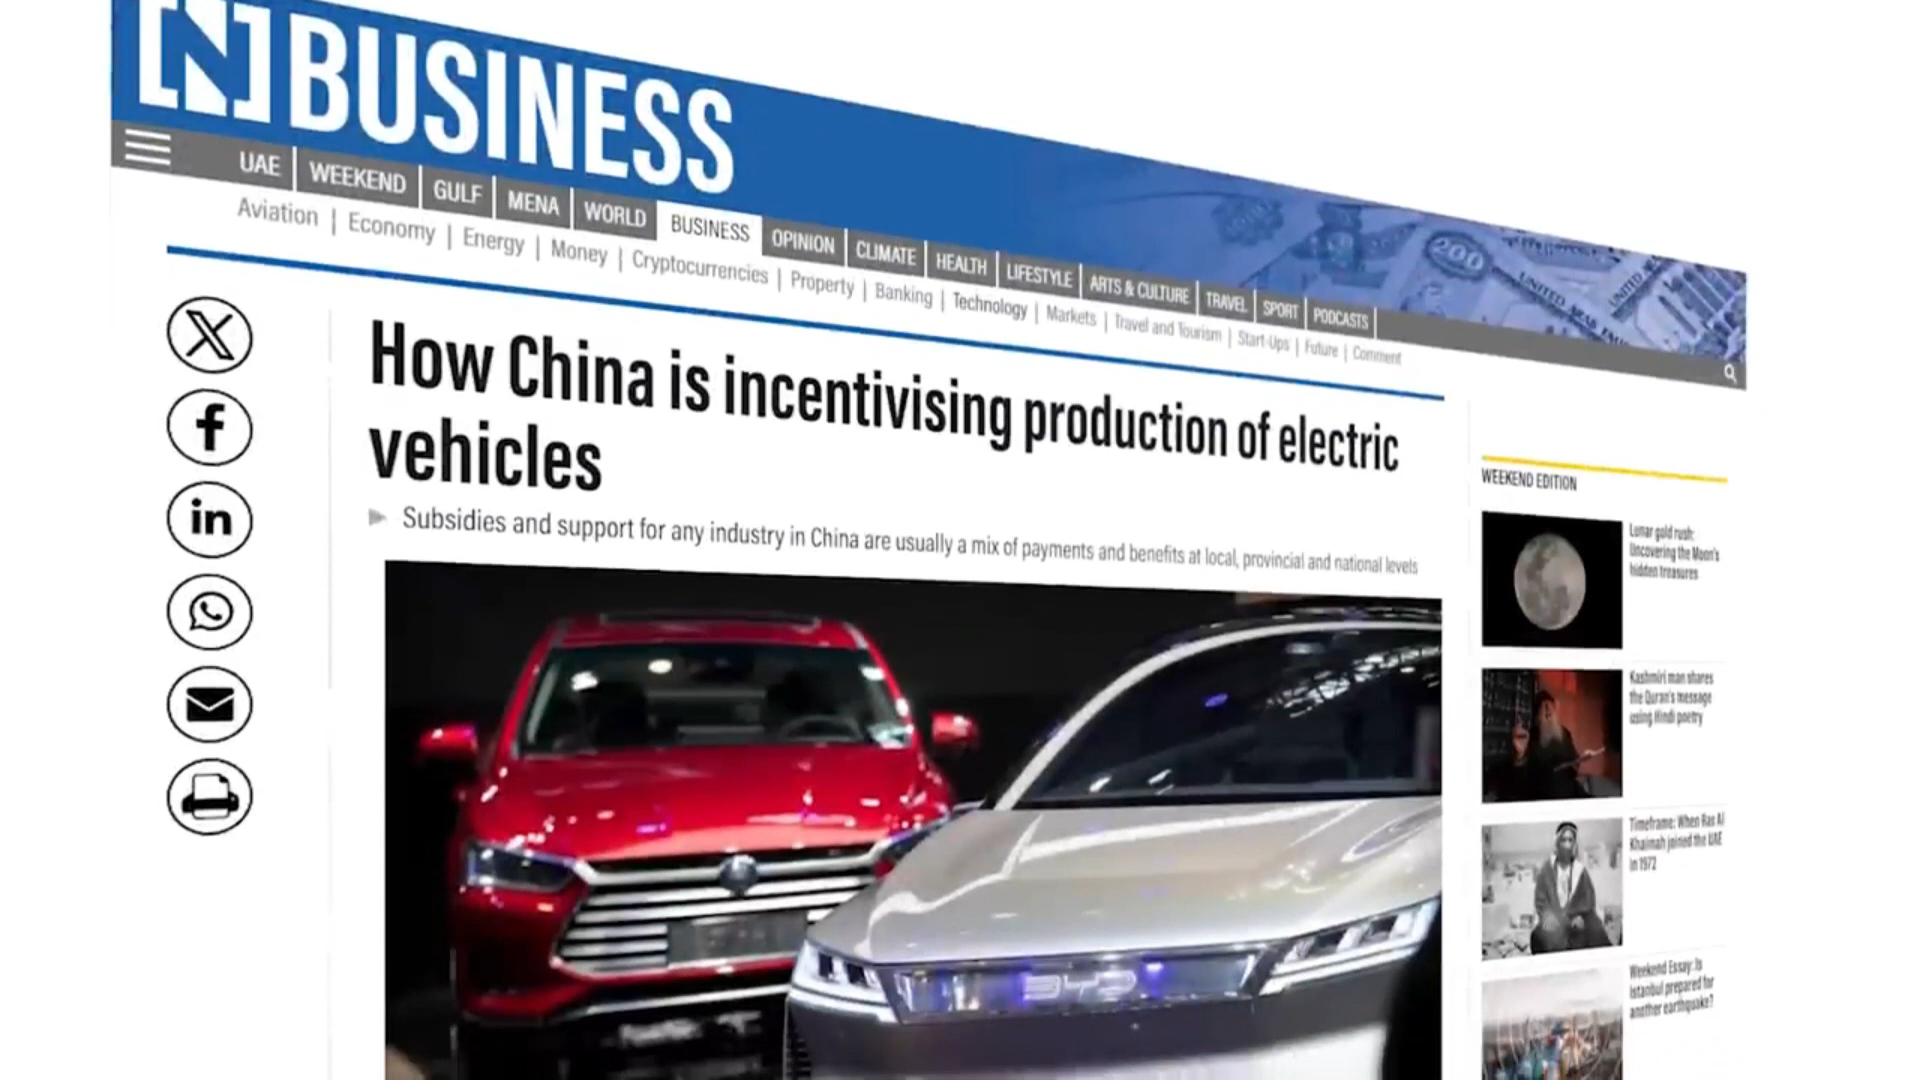 [N] BUSINESS
UAE
WEEKEND
GULF
MENA
WORLD
BUSINESS
OPINION
CLIMATE
HEALTH
LIFESTYLE
ARTS & CULTURE
TRAVEL
SPORT
PODCASTS
Aviation | Economy | Energy | Money | Cryptocurrencies | Property | Banking | Technology | Markets | Travel and Tourism | Start-Ups | Future | Comment
200
UNITED ARAB
UNITED
How China is incentivising production of electric
vehicles
Subsidies and support for any industry in China are usually a mix of payments and benefits at local, provincial and national levels
BYD
WEEKEND EDITION
Lunar gold rush:
Uncovering the Moon's
hidden treasures
Kashmiri man shares
the Quran's message
using Hindi poetry
Timeframe: When Ras Al
Khaimah joined the UAE
in 1972
Weekend Essay: Is
Istanbul prepared for
another earthquake?